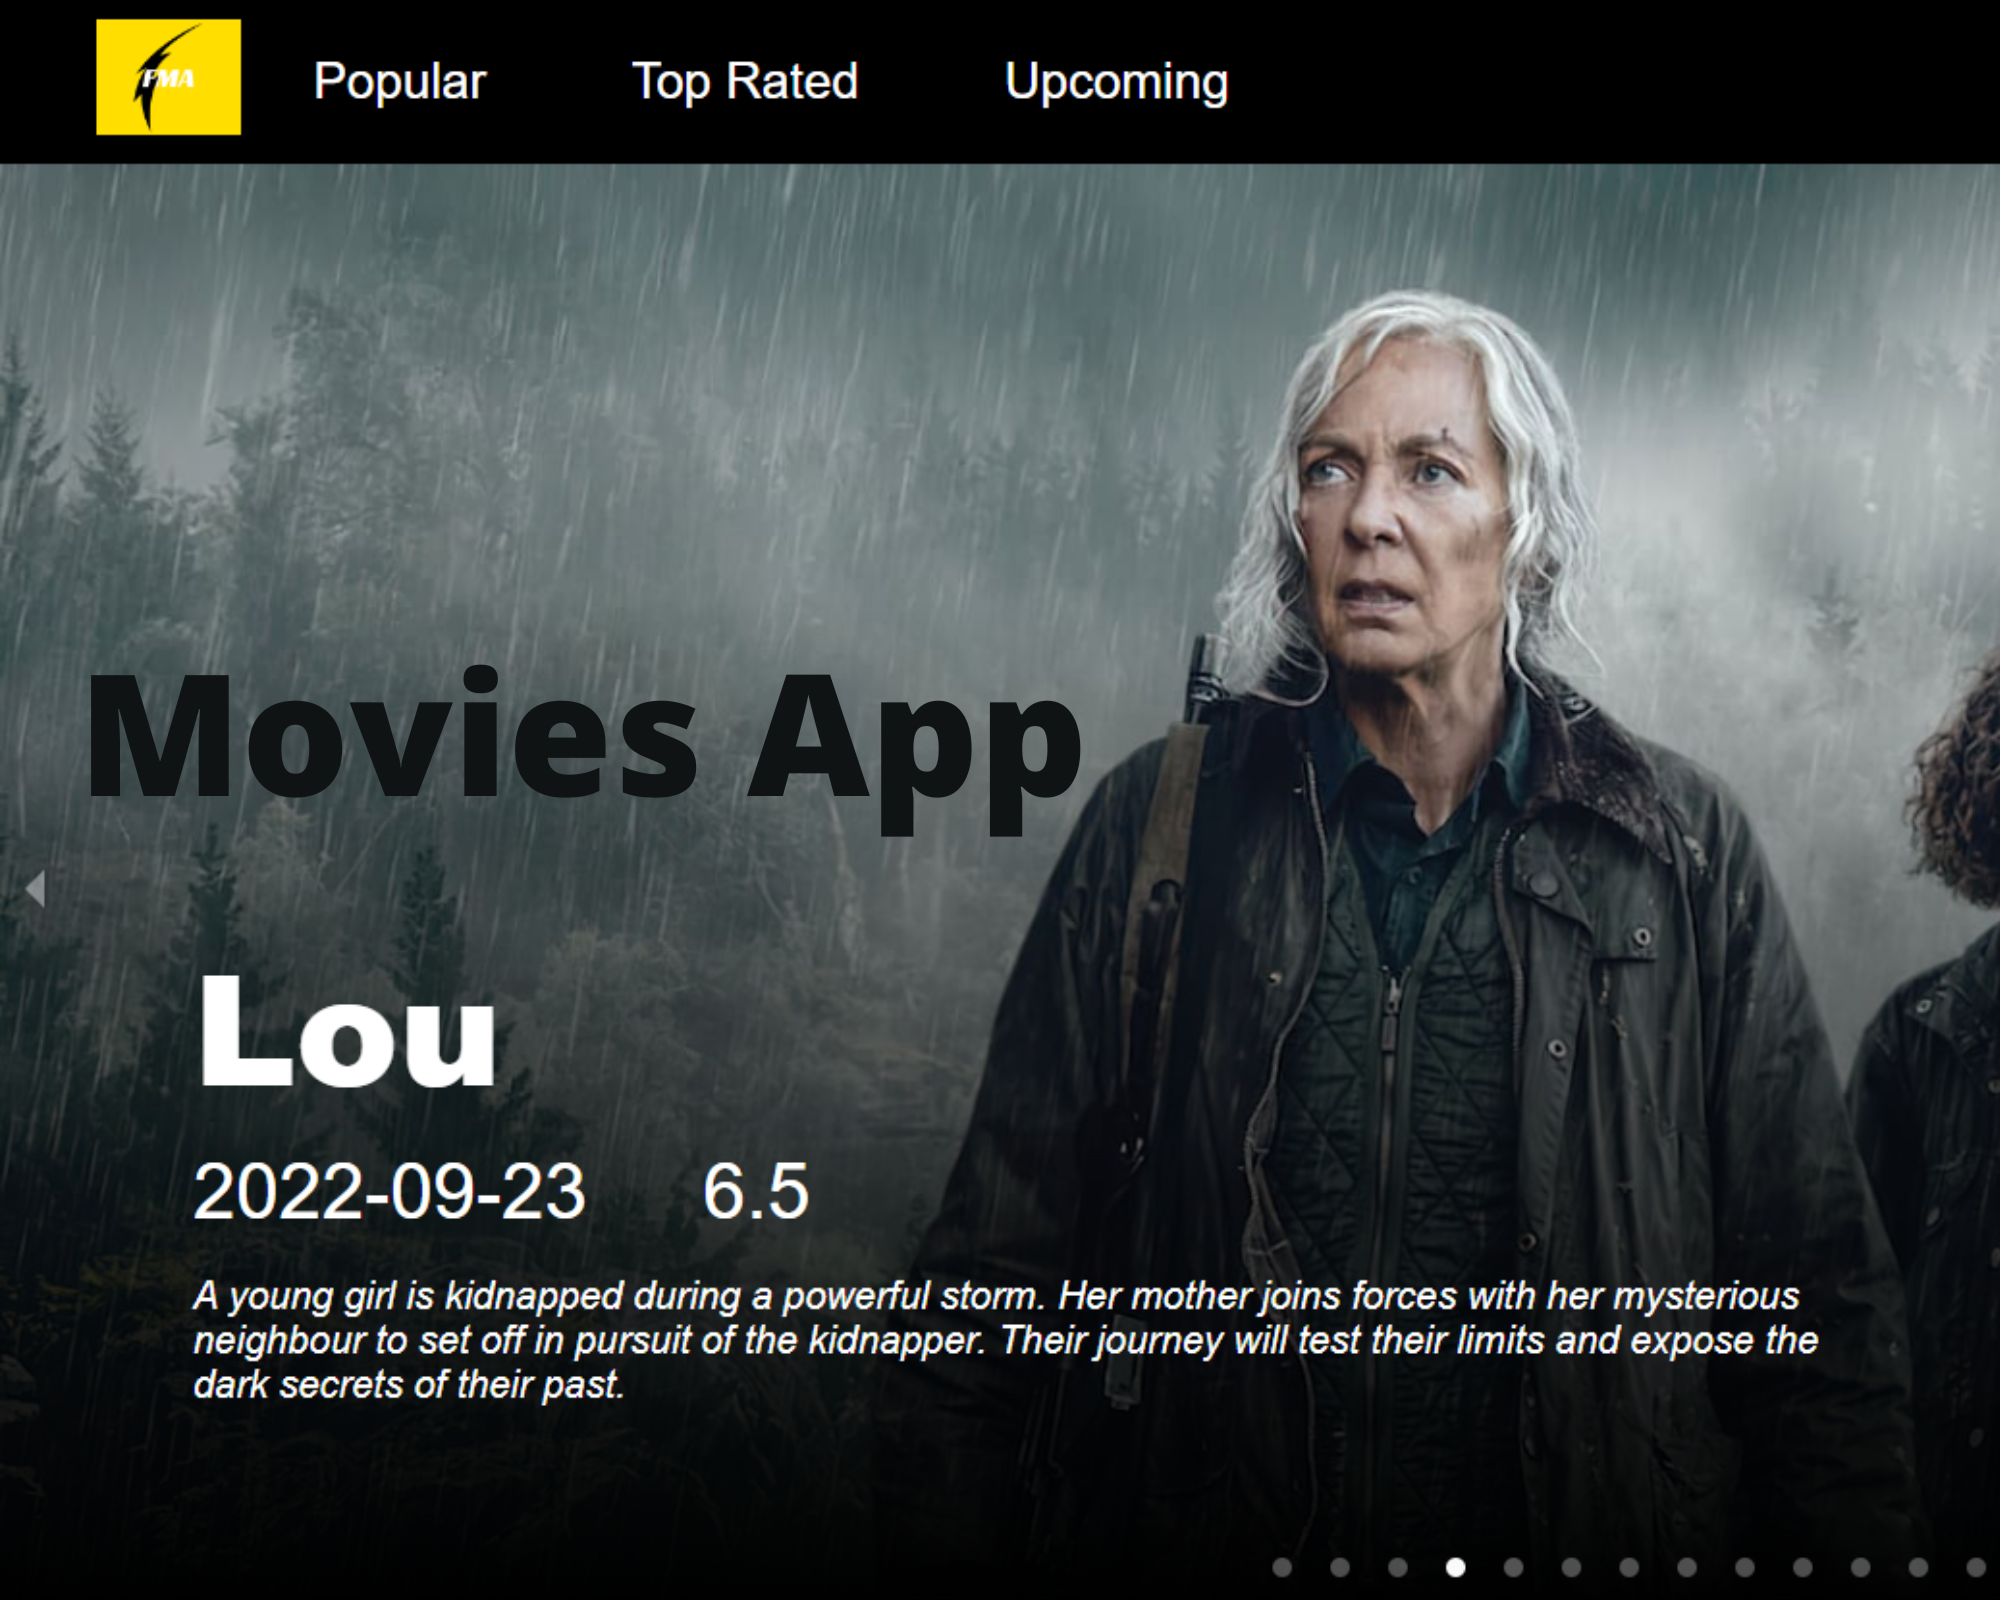 PMA
Popular Top Rated Upcoming
Movies App
Lou
2022-09-23 6.5
A young girl is kidnapped during a powerful storm. Her mother joins forces with her mysterious
neighbour to set off in pursuit of the kidnapper. Their journey will test their limits and expose the
dark secrets of their past.